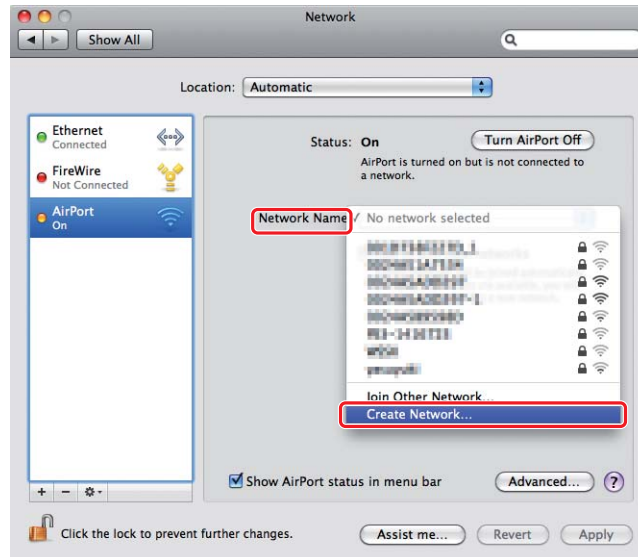 Network
Show All
Location: Automatic
Ethernet
Connected
FireWire
Not Connected
AirPort
On
Status: On
Turn AirPort Off
AirPort is turned on but is not connected to
a network.
Network Name
✓ No network selected
Join Other Network...
Create Network...
Show AirPort status in menu bar
Advanced...
?
Click the lock to prevent further changes.
Assist me...
Revert
Apply